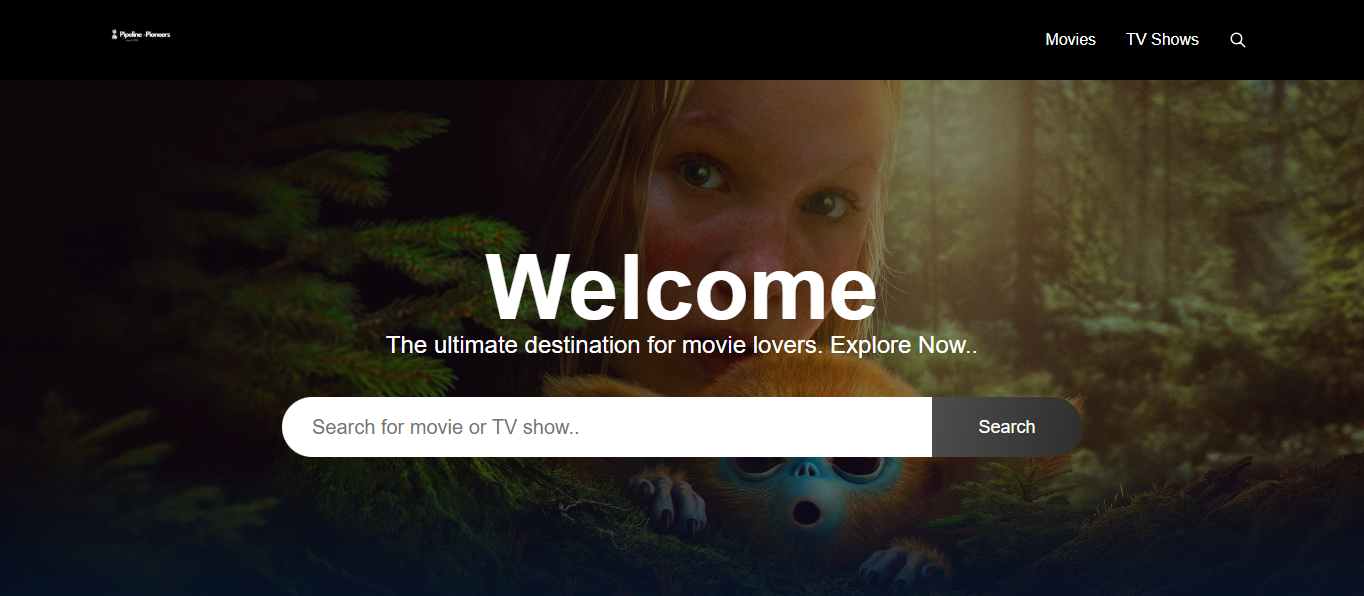 Pipeline -Pioneers
Movies
TV Shows
Welcome
The ultimate destination for movie lovers. Explore Now..
Search for movie or TV show..
Search